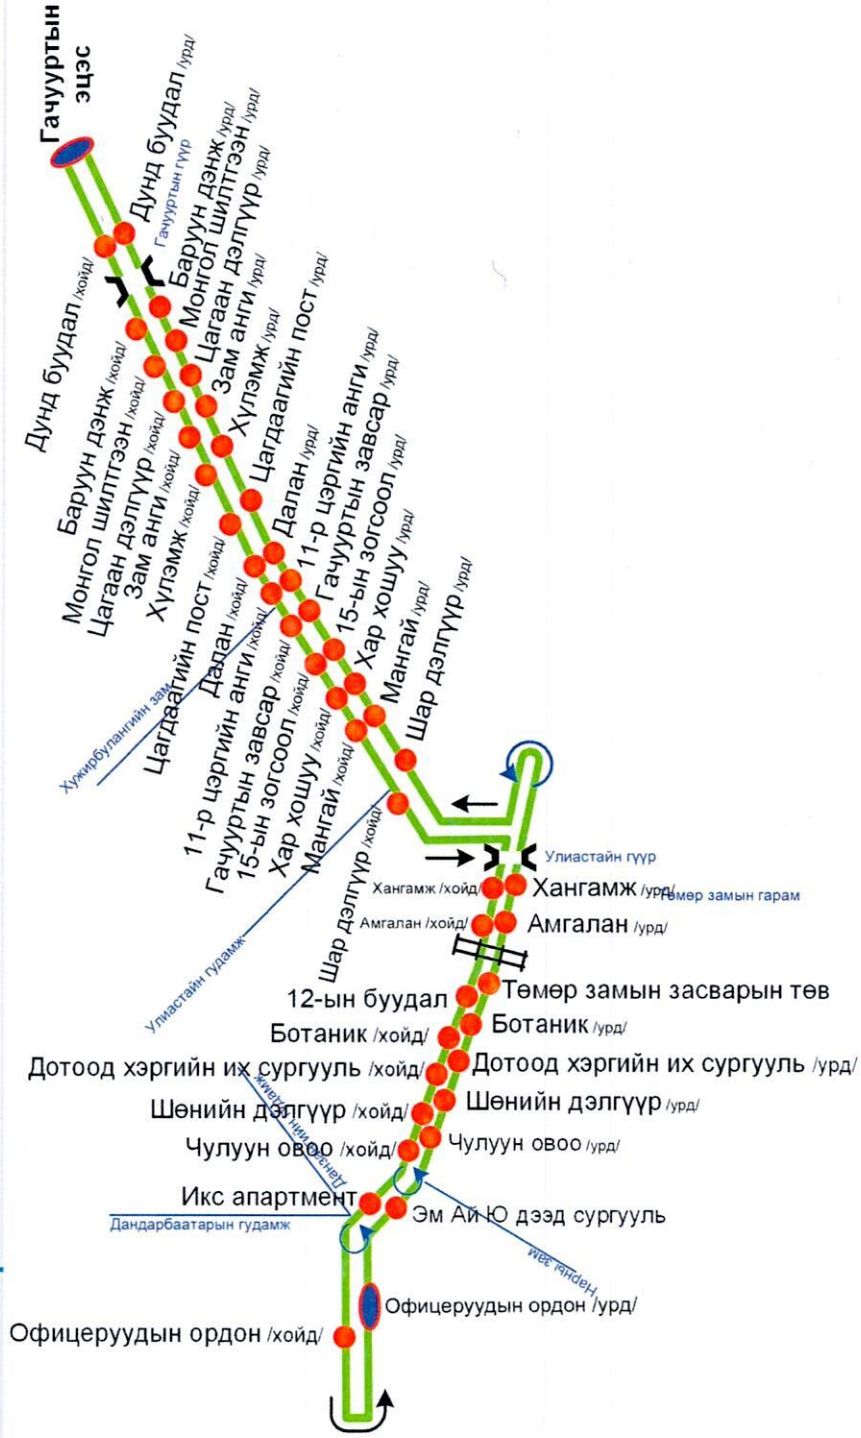 Гачууртын
эцэс
Дунд буудал /урд/
Гачууртын гүүр
Баруун дэнж /урд/
Монгол шилтгээн /урд/
Цагаан дэлгүүр /урд/
Зам анги /урд/
Хүлэмж /урд/
Цагдаагийн пост /урд/
Далан /урд/
11-р цэргийн анги /урд/
Гачууртын завсар /урд/
15-ын зогсоол /урд/
Хар хошуу /урд/
Мангай /урд/
Шар дэлгүүр /урд/
Дунд буудал /хойд/
Баруун дэнж /хойд/
Монгол шилтгээн /хойд/
Цагаан дэлгүүр /хойд/
Зам анги /хойд/
Хүлэмж /хойд/
Цагдаагийн пост /хойд/
Далан /хойд/
11-р цэргийн анги /хойд/
Гачууртын завсар /хойд/
15-ын зогсоол /хойд/
Хар хошуу /хойд/
Мангай /хойд/
Шар дэлгүүр /хойд/
Хужирбулангийн зам
Улиастайн гудамж
Улиастайн гүүр
Хангамж /хойд/
Хангамж /урд/
Төмөр замын гарам
Амгалан /хойд/
Амгалан /урд/
12-ын буудал
Төмөр замын засварын төв
Ботаник /хойд/
Ботаник /урд/
Дотоод хэргийн их сургууль /хойд/
Дотоод хэргийн их сургууль /урд/
Шөнийн дэлгүүр /хойд/
Шөнийн дэлгүүр /урд/
Чулуун овоо /хойд/
Чулуун овоо /урд/
Икс апартмент
Эм Ай Ю дээд сургууль
Дандарбаатарын гудамж
Нарны зам
Офицеруудын ордон /урд/
Офицеруудын ордон /хойд/